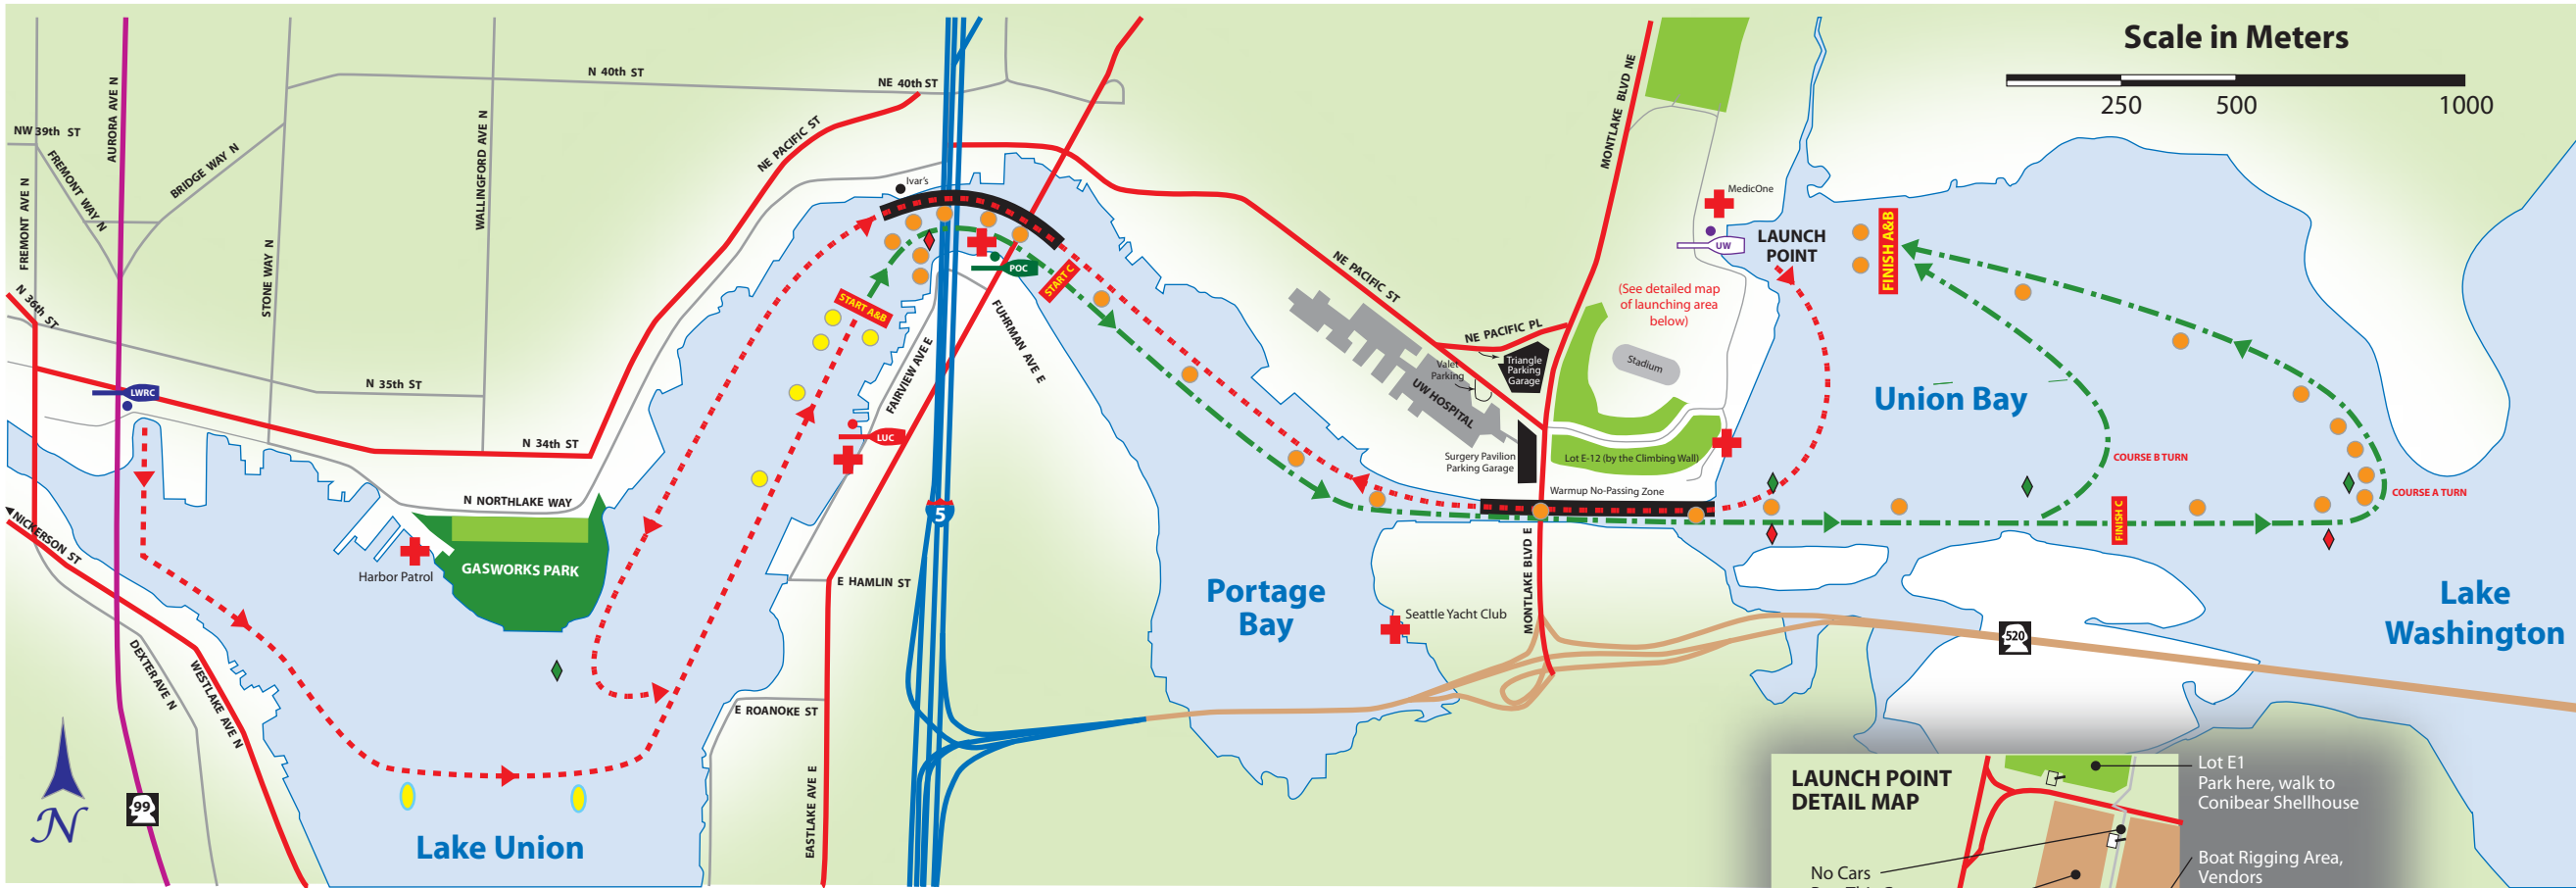 Scale in Meters
250
500
1000
N 40th ST
NE 40th ST
NW 39th ST
AURORA AVE N
FREMONT AVE N
FREMONT WAY N
BRIDGE WAY N
STONE WAY N
WALLINGFORD AVE N
NE PACIFIC ST
N 36th ST
N 35th ST
N 34th ST
N NORTHLAKE WAY
NICKERSON ST
DEXTER AVE N
WESTLAKE AVE N
LWRC
Harbor Patrol
GASWORKS PARK
Lake Union
99
N
Ivar's
START A&B
POC
START C
FUHRMAN AVE E
FAIRVIEW AVE E
LUC
5
E HAMLIN ST
E ROANOKE ST
EASTLAKE AVE E
Portage
Bay
Seattle Yacht Club
NE PACIFIC ST
NE PACIFIC PL
MONTLAKE BLVD NE
Valet
Parking
Triangle
Parking
Garage
UW HOSPITAL
Surgery Pavilion
Parking Garage
Stadium
Lot E-12 (by the Climbing Wall)
Warmup No-Passing Zone
MONTLAKE BLVD E
MedicOne
UW
LAUNCH
POINT
(See detailed map
of launching area
below)
FINISH A&B
Union Bay
COURSE B TURN
COURSE A TURN
FINISH C
520
Lake
Washington
LAUNCH POINT
DETAIL MAP
Lot E1
Park here, walk to
Conibear Shellhouse
No Cars
Boat Rigging Area,
Vendors